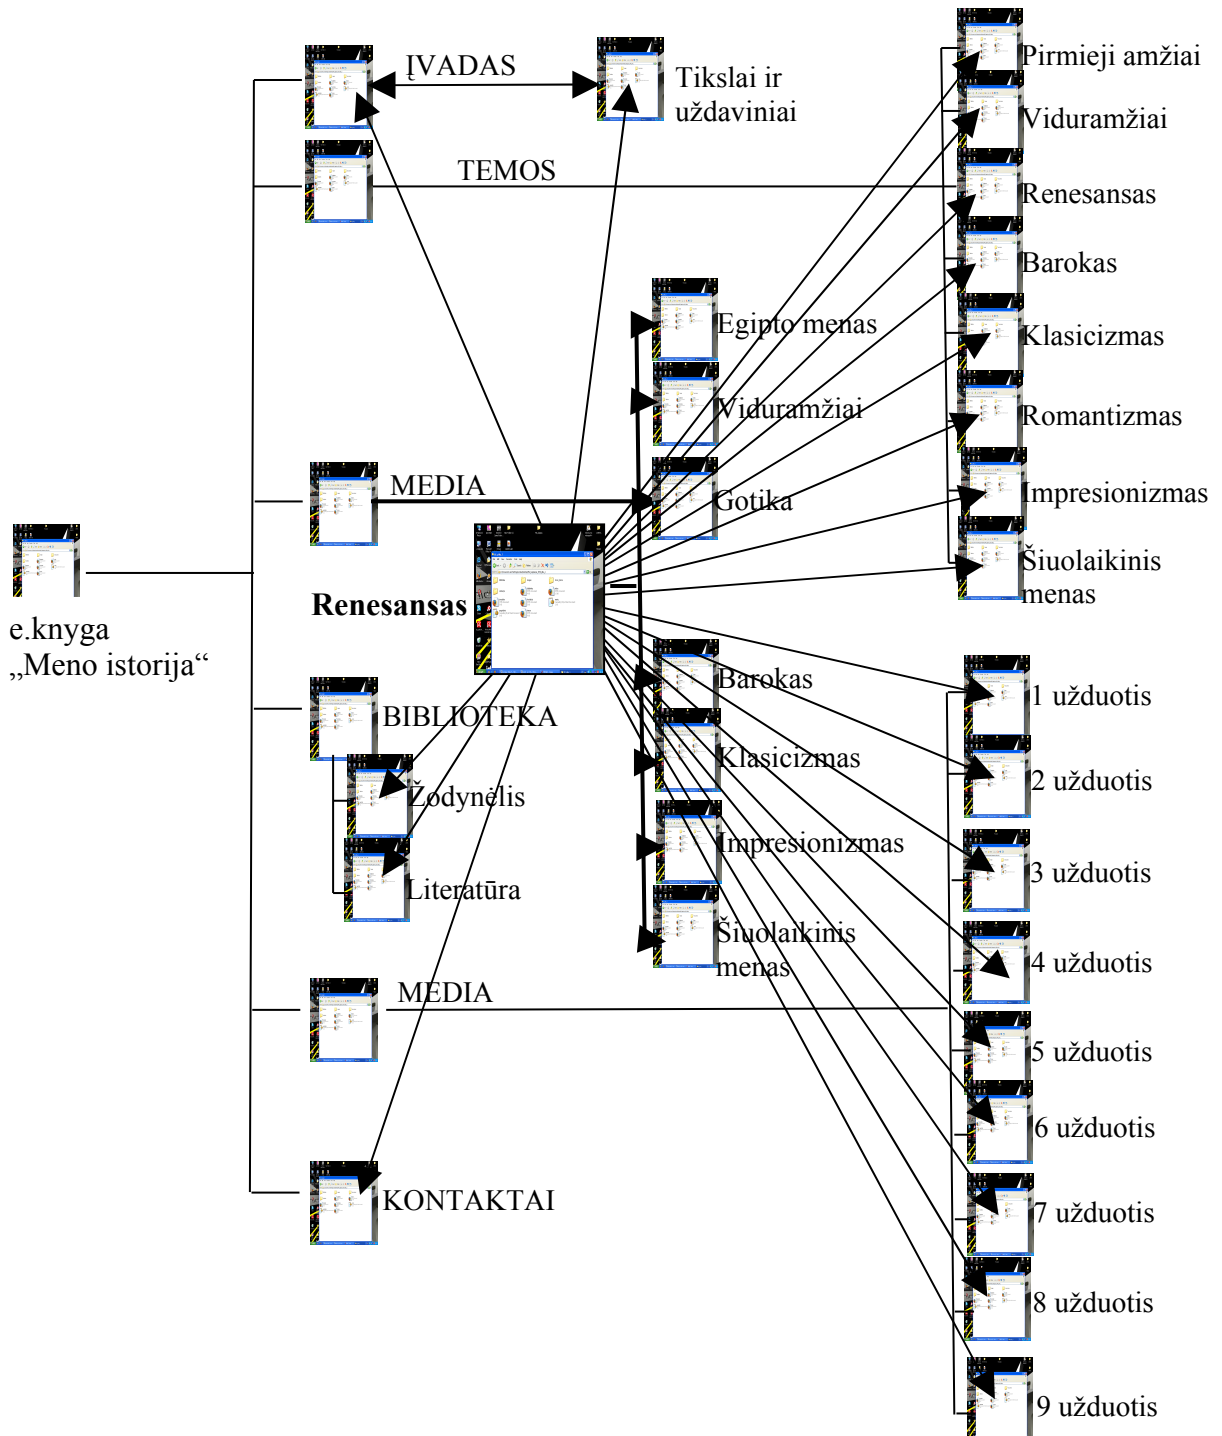 ĮVADAS
Tikslai ir
uždaviniai
TEMOS
Pirmieji amžiai
Viduramžiai
Renesansas
Barokas
Klasicizmas
Romantizmas
Impresionizmas
Šiuolaikinis
menas
Egipto menas
Viduramžiai
MEDIA
Gotika
Renesansas
e.knyga
„Meno istorija“
Barokas
Klasicizmas
Impresionizmas
Šiuolaikinis
menas
BIBLIOTEKA
Žodynėlis
Literatūra
MEDIA
KONTAKTAI
1 užduotis
2 užduotis
3 užduotis
4 užduotis
5 užduotis
6 užduotis
7 užduotis
8 užduotis
9 užduotis